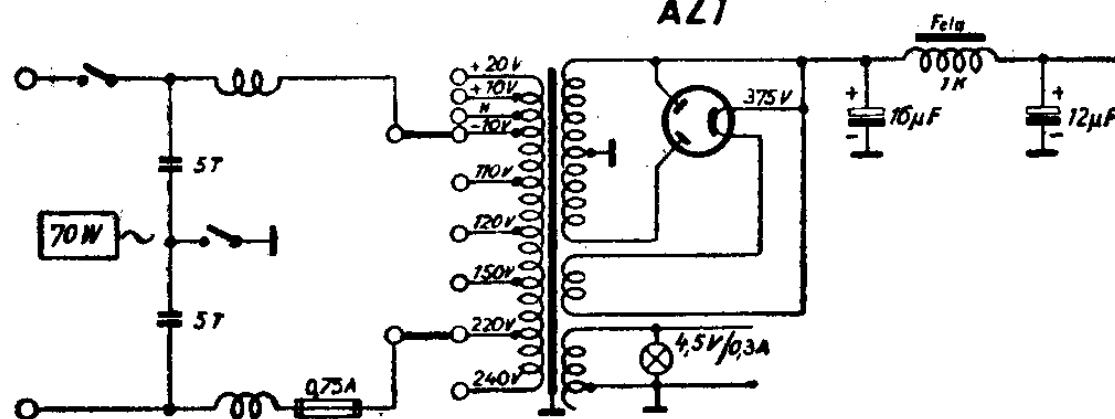 AZ1
Fela
1K
375V
16µF
12µF
+
-
+
-
+20V
+10V
N
-10V
110V
120V
150V
220V
240V
5T
70W
5T
0,75A
4,5V/0,3A